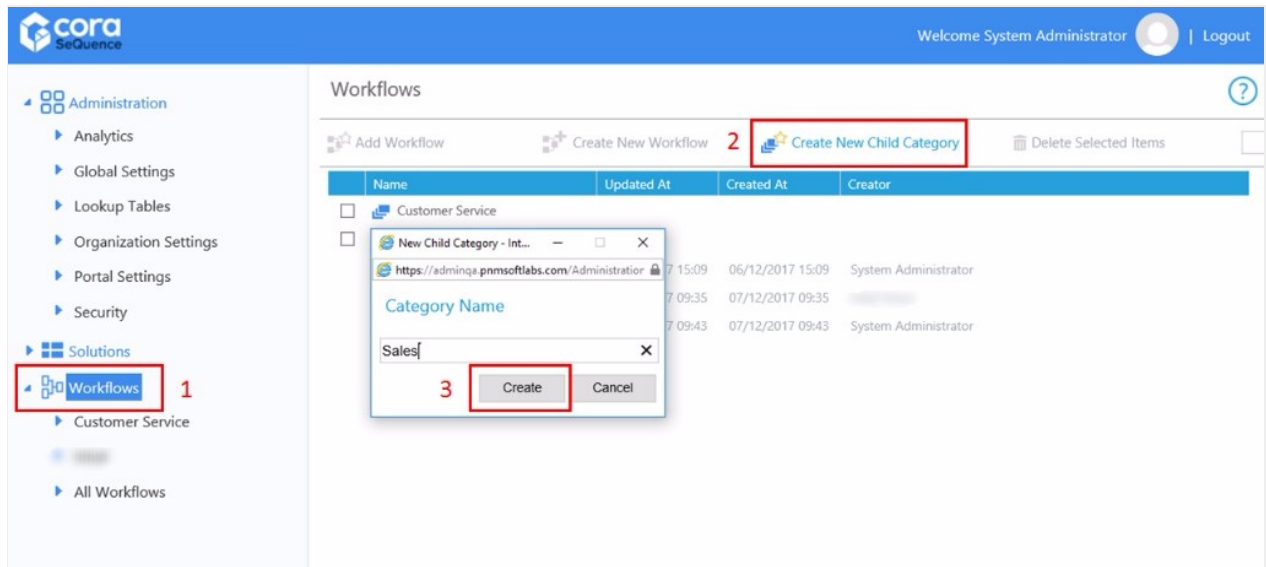 cora
SeQuence
Welcome System Administrator | Logout
Administration
Analytics
Global Settings
Lookup Tables
Organization Settings
Portal Settings
Security
Solutions
Workflows 1
Customer Service
All Workflows
Workflows ?
Add Workflow Create New Workflow 2 Create New Child Category Delete Selected Items
Name Updated At Created At Creator
Customer Service
New Child Category - Int...
https://adminqa.pnmsoftlabs.com/Administration
7 15:09 06/12/2017 15:09 System Administrator
7 09:35 07/12/2017 09:35
7 09:43 07/12/2017 09:43 System Administrator
Category Name
Sales
3 Create Cancel